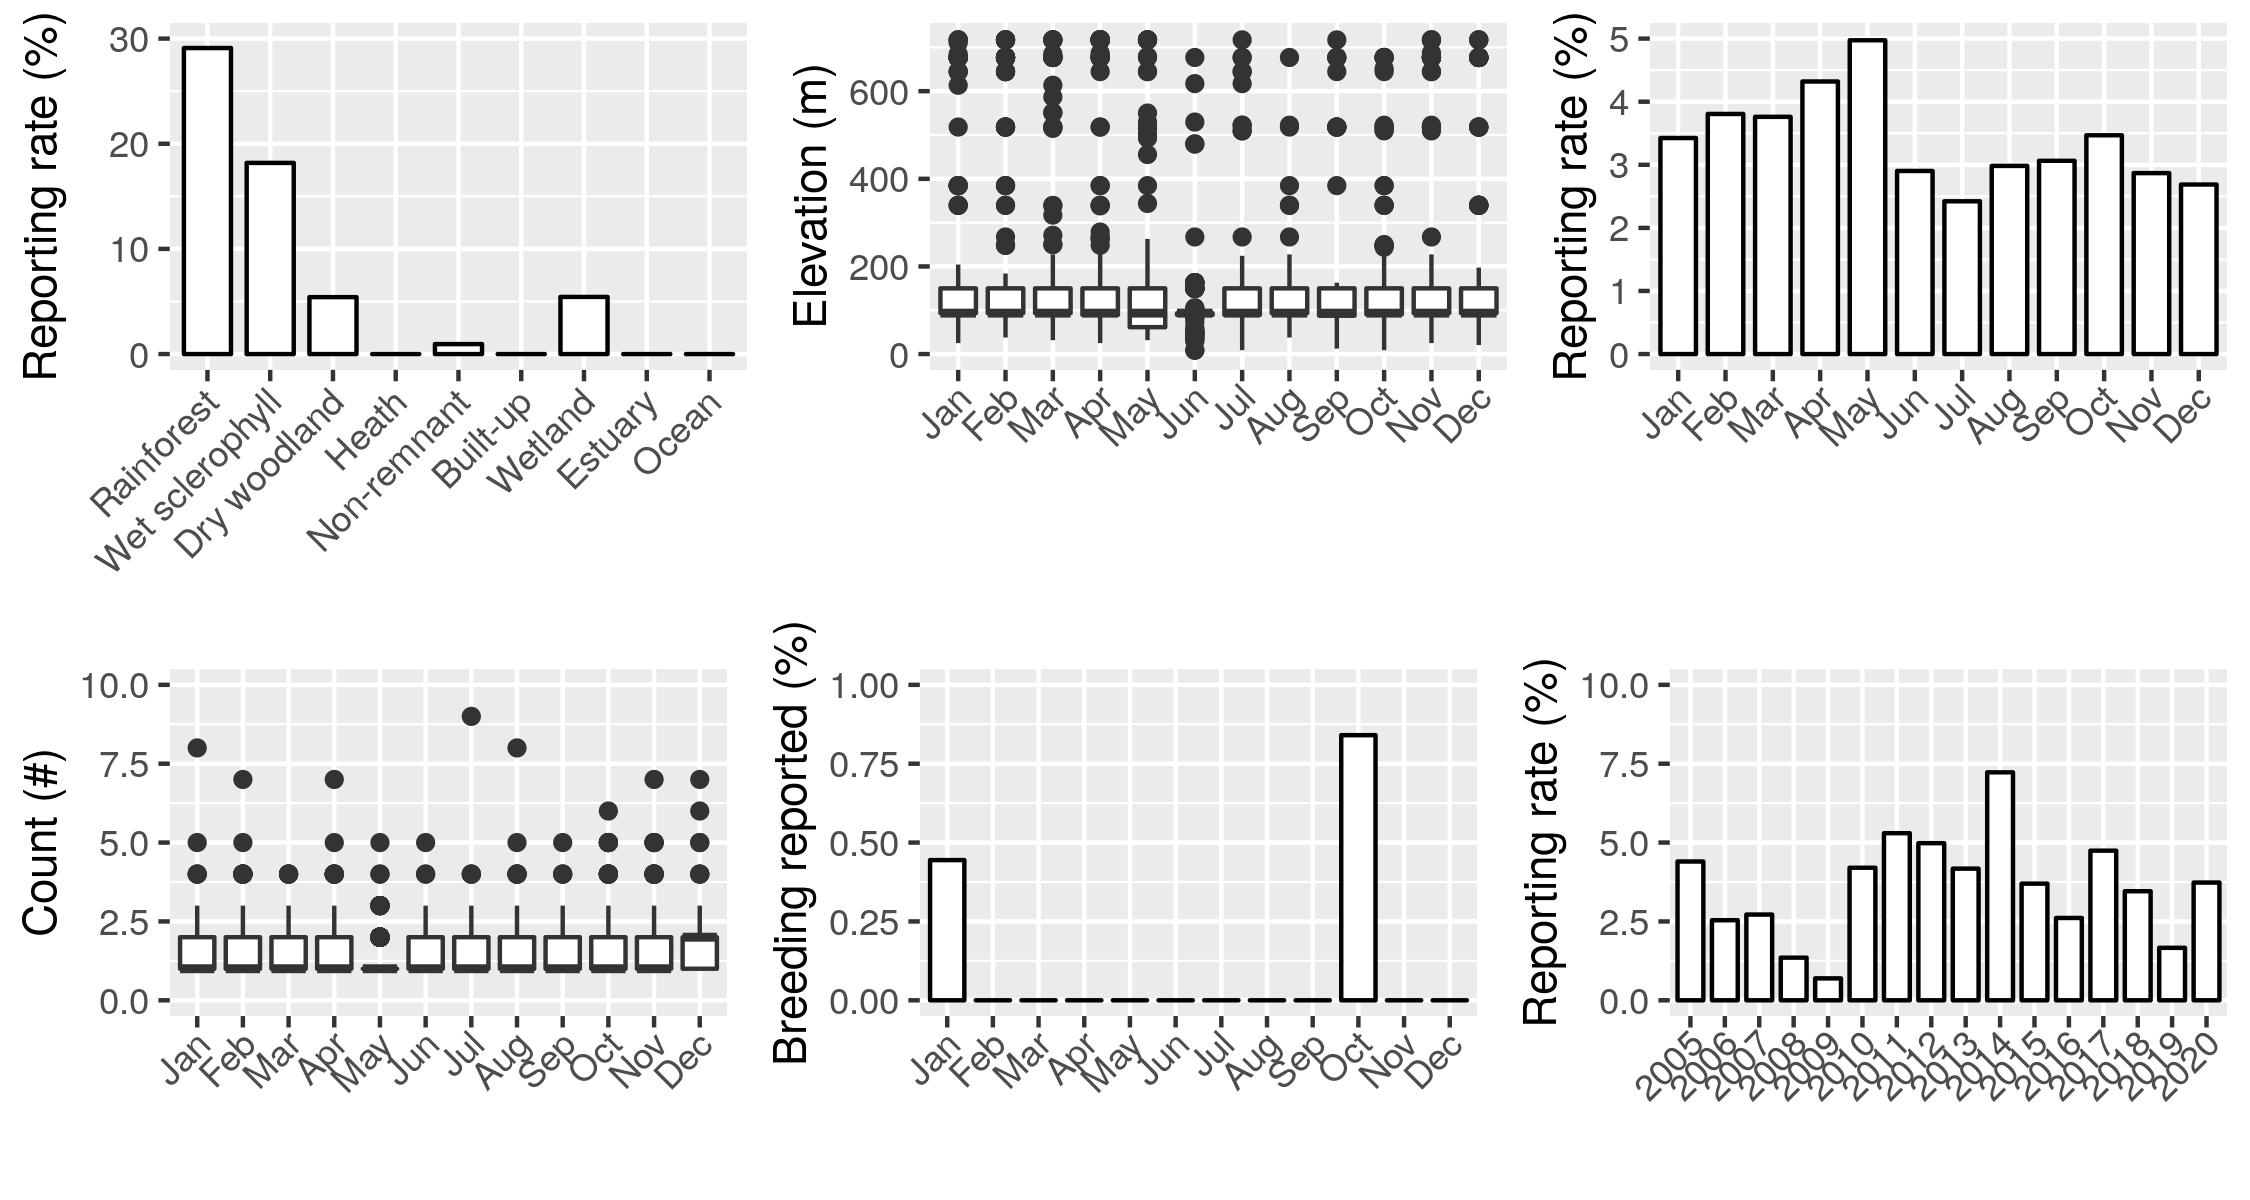 Reporting rate (%)
30
20
10
0
Rainforest
Wet sclerophyll
Dry woodland
Heath
Non-remnant
Built-up
Wetland
Estuary
Ocean
Elevation (m)
600
400
200
0
Jan
Feb
Mar
Apr
May
Jun
Jul
Aug
Sep
Oct
Nov
Dec
Reporting rate (%)
5
4
3
2
1
0
Jan
Feb
Mar
Apr
May
Jun
Jul
Aug
Sep
Oct
Nov
Dec
Count (#)
10.0
7.5
5.0
2.5
0.0
Jan
Feb
Mar
Apr
May
Jun
Jul
Aug
Sep
Oct
Nov
Dec
Breeding reported (%)
1.00
0.75
0.50
0.25
0.00
Jan
Feb
Mar
Apr
May
Jun
Jul
Aug
Sep
Oct
Nov
Dec
Reporting rate (%)
10.0
7.5
5.0
2.5
0.0
2005
2006
2007
2008
2009
2010
2011
2012
2013
2014
2015
2016
2017
2018
2019
2020